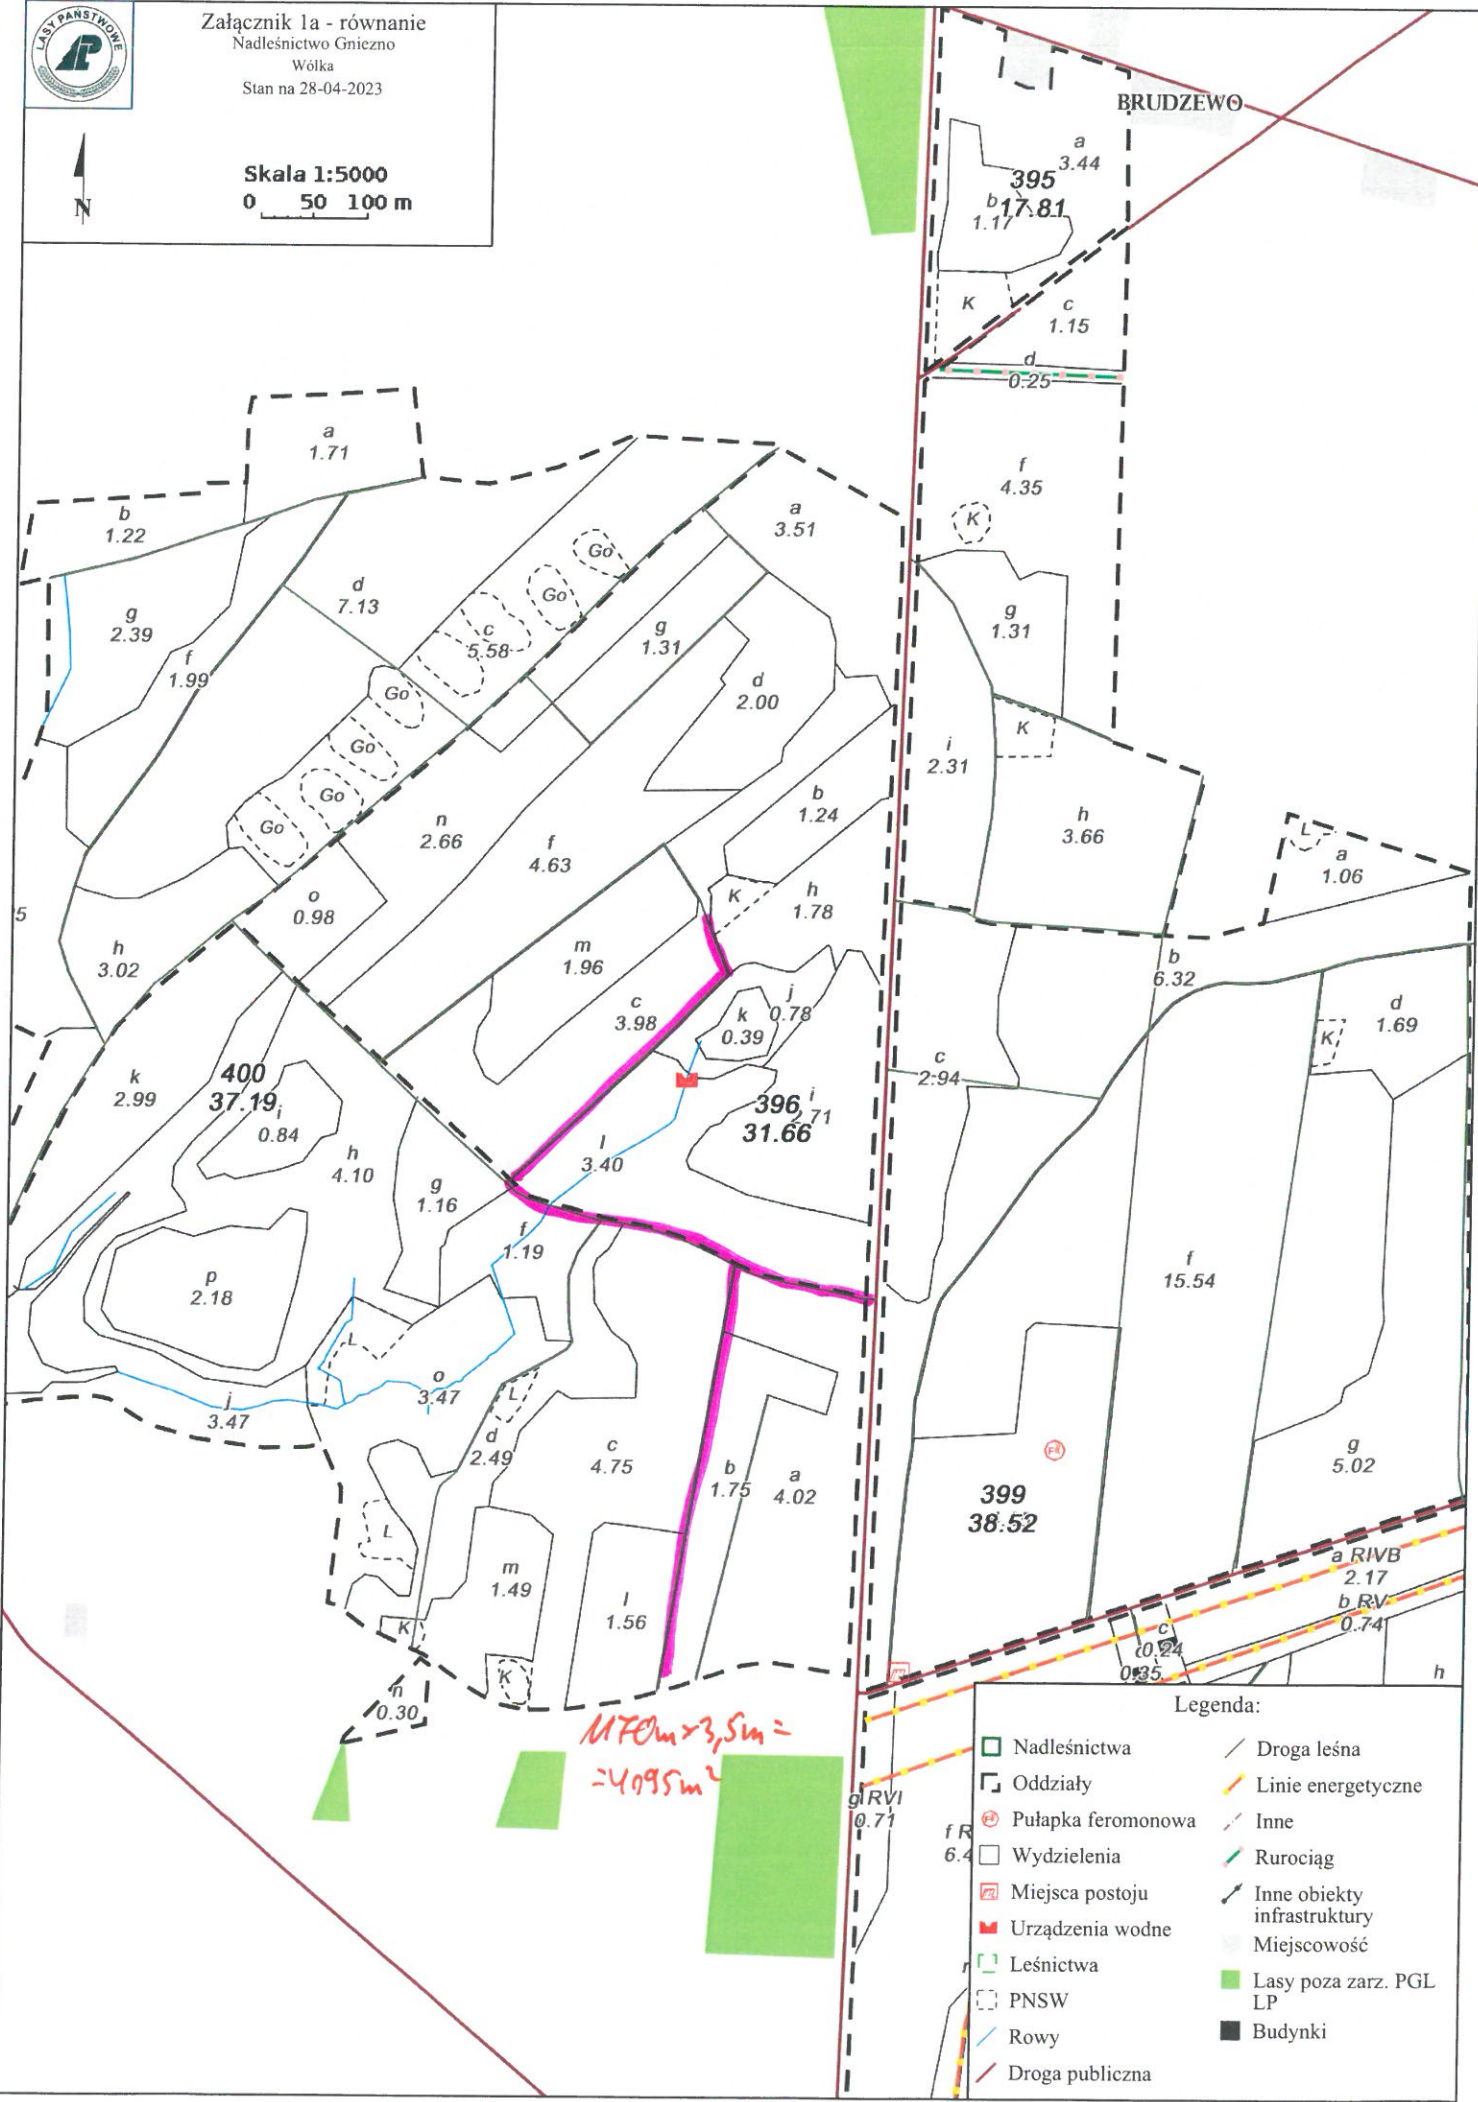 LASY PAŃSTWOWE
Załącznik 1a - równanie
Nadleśnictwo Gniezno
Wólka
Stan na 28-04-2023
N
Skala 1:5000
0 50 100 m
BRUDZEWO
a
3.44
395
17.81
b
1.17
K
c
1.15
d
0.25
a
1.71
f
4.35
K
b
1.22
a
3.51
Go
d
7.13
Go
g
2.39
c
5.58
g
1.31
g
1.31
f
1.99
Go
d
2.00
K
Go
i
2.31
Go
b
1.24
Go
n
2.66
h
3.66
L
f
4.63
a
1.06
o
0.98
K
h
1.78
5
h
3.02
m
1.96
b
6.32
c
3.98
j
0.78
k
0.39
d
1.69
K
k
2.99
400
37.19
c
2.94
i
0.84
396
31.66
i
71
h
4.10
l
3.40
g
1.16
f
1.19
p
2.18
f
15.54
L
o
3.47
L
j
3.47
d
2.49
c
4.75
b
1.75
a
4.02
g
5.02
399
38.52
L
m
1.49
a RIVB
2.17
l
1.56
b RV
0.74
K
c
0.24
0.35
K
h
n
0.30
1170m×3,5m=
=4095m²
g RVI
0.71
f R
6.4
Legenda:
Nadleśnictwa
Oddziały
Pułapka feromonowa
Wydzielenia
Miejsca postoju
Urządzenia wodne
Leśnictwa
PNSW
Rowy
Droga publiczna
Droga leśna
Linie energetyczne
Inne
Rurociąg
Inne obiekty
infrastruktury
Miejscowość
Lasy poza zarz. PGL
LP
Budynki